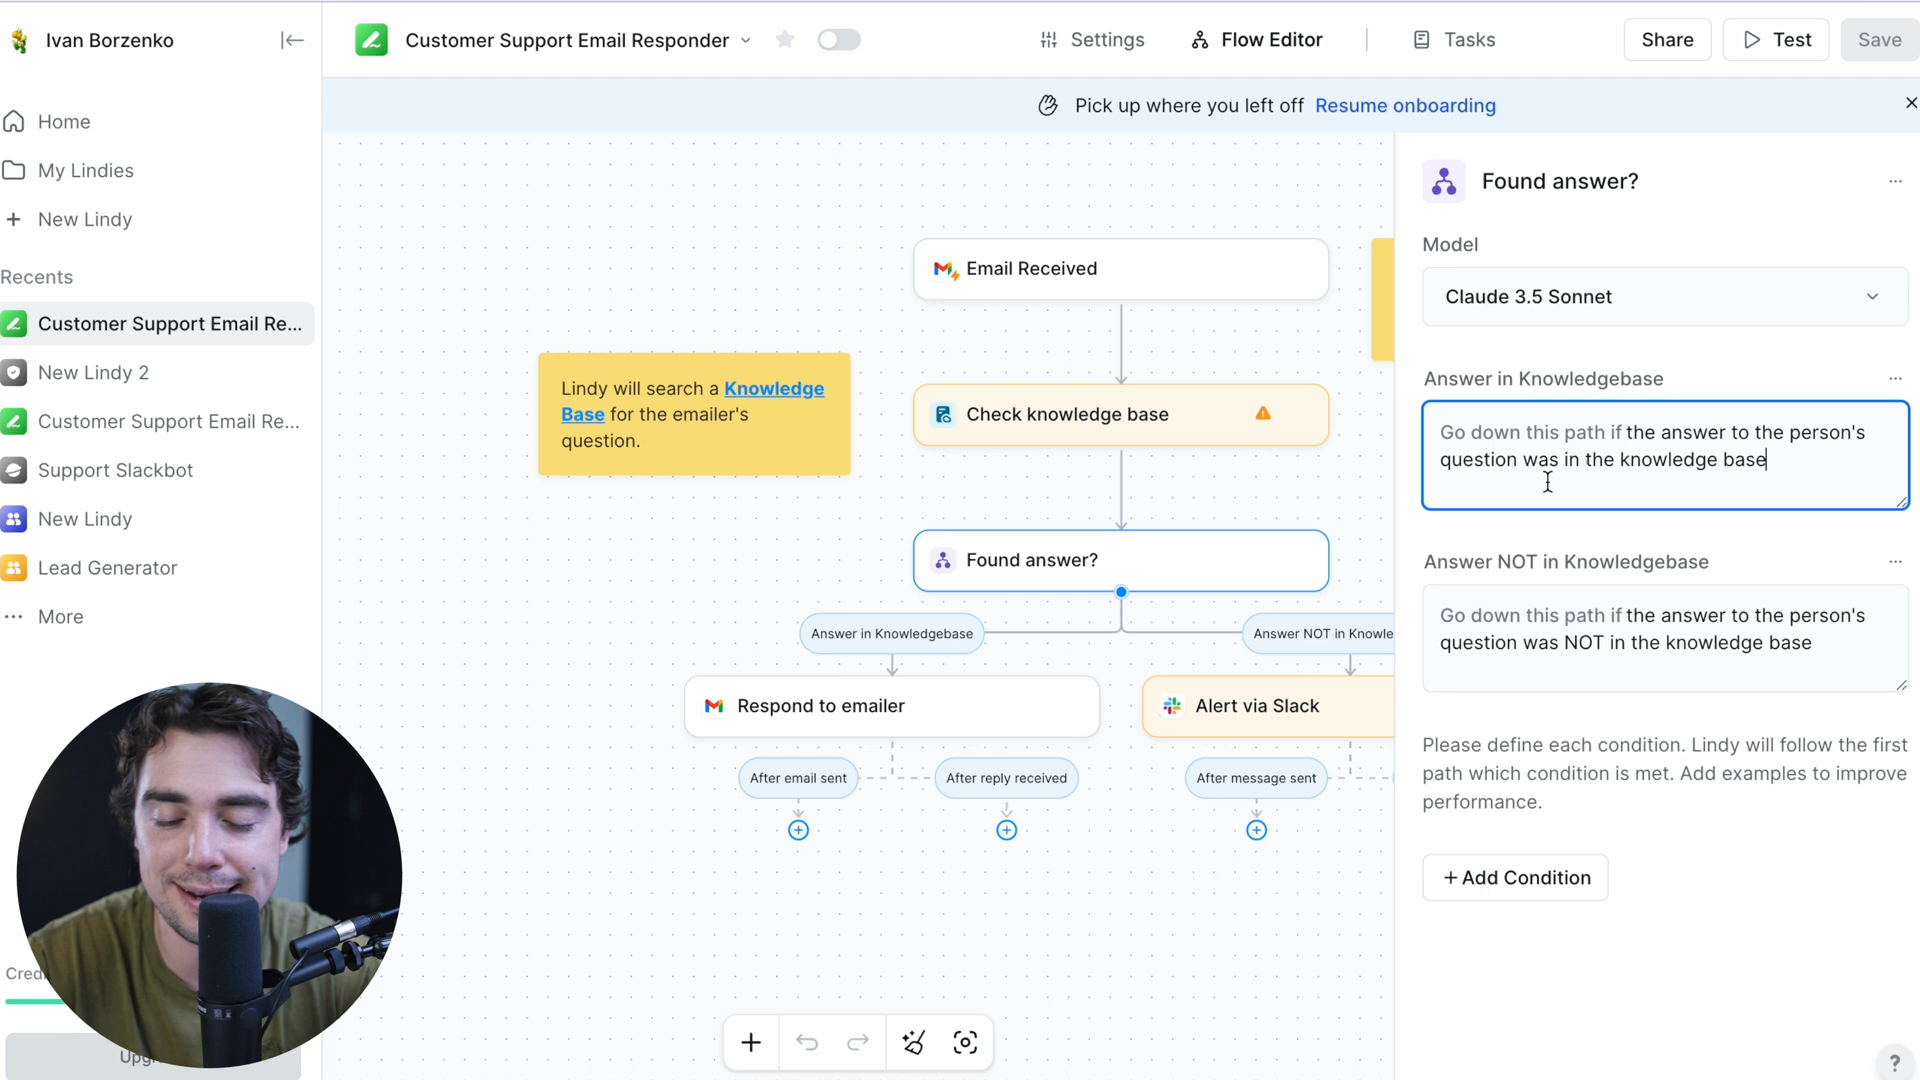 Ivan Borzenko
Customer Support Email Responder
Settings
Flow Editor
Tasks
Share
Test
Save
Pick up where you left off Resume onboarding
Home
My Lindies
New Lindy
Recents
Customer Support Email Re...
New Lindy 2
Customer Support Email Re...
Support Slackbot
New Lindy
Lead Generator
More
Email Received
Lindy will search a Knowledge
Base for the emailer's
question.
Check knowledge base
Found answer?
Answer in Knowledgebase
Answer NOT in Knowle
Respond to emailer
Alert via Slack
After email sent
After reply received
After message sent
Found answer?
Model
Claude 3.5 Sonnet
Answer in Knowledgebase
Go down this path if the answer to the person's
question was in the knowledge base
Answer NOT in Knowledgebase
Go down this path if the answer to the person's
question was NOT in the knowledge base
Please define each condition. Lindy will follow the first
path which condition is met. Add examples to improve
performance.
+ Add Condition
?